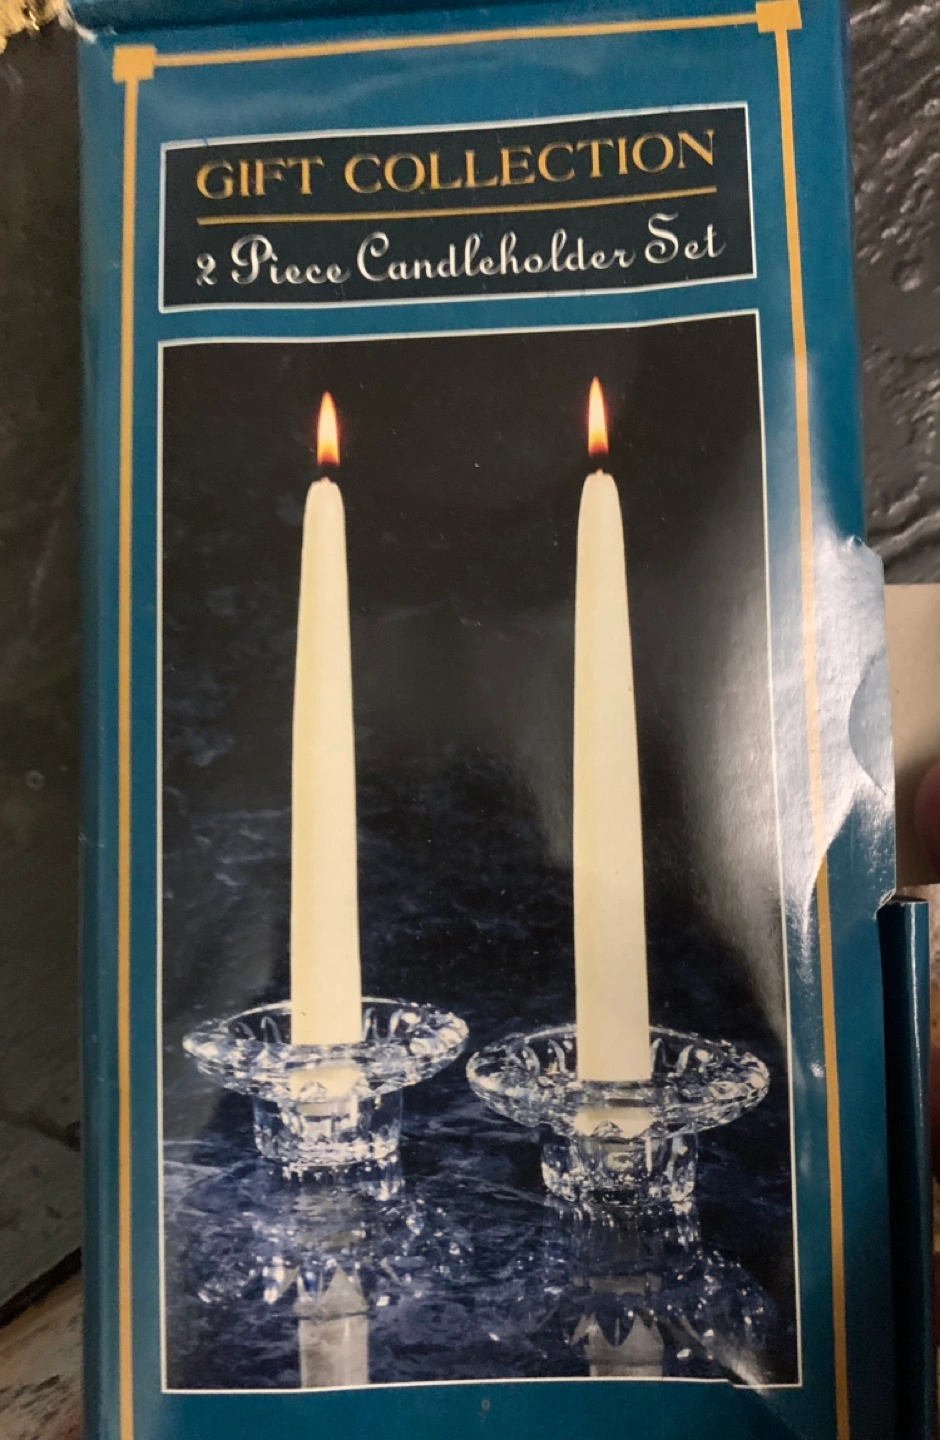 GIFT COLLECTION
2 Piece Candleholder Set